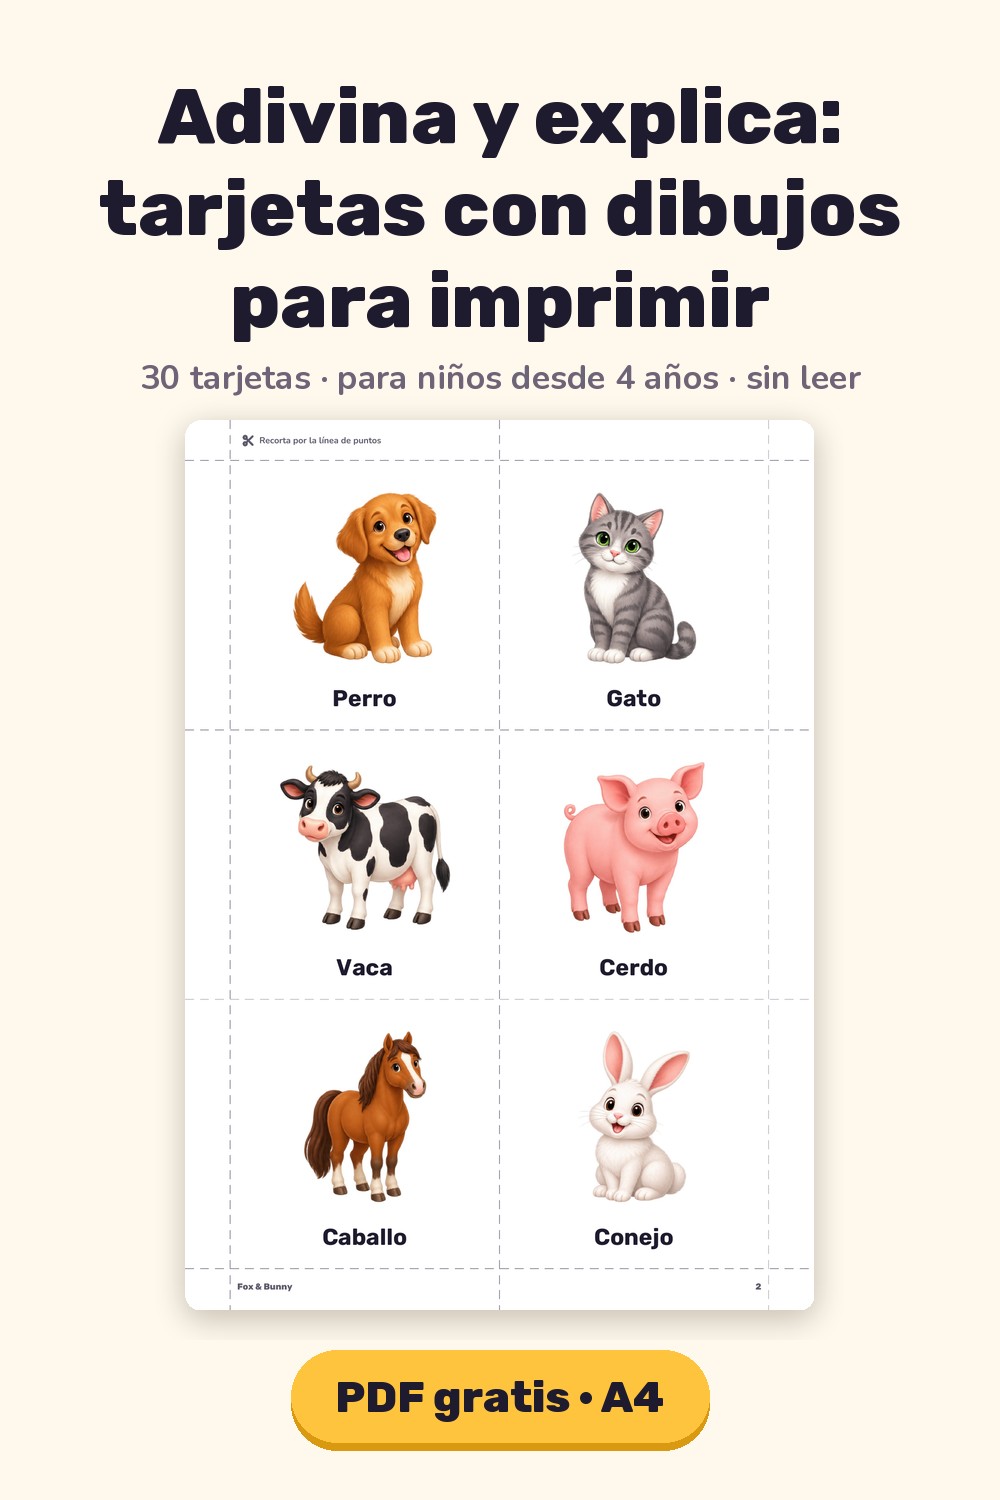 Adivina y explica:
tarjetas con dibujos
para imprimir
30 tarjetas · para niños desde 4 años · sin leer
Recorta por la línea de puntos
Perro
Gato
Vaca
Cerdo
Caballo
Conejo
Fox & Bunny
2
PDF gratis • A4